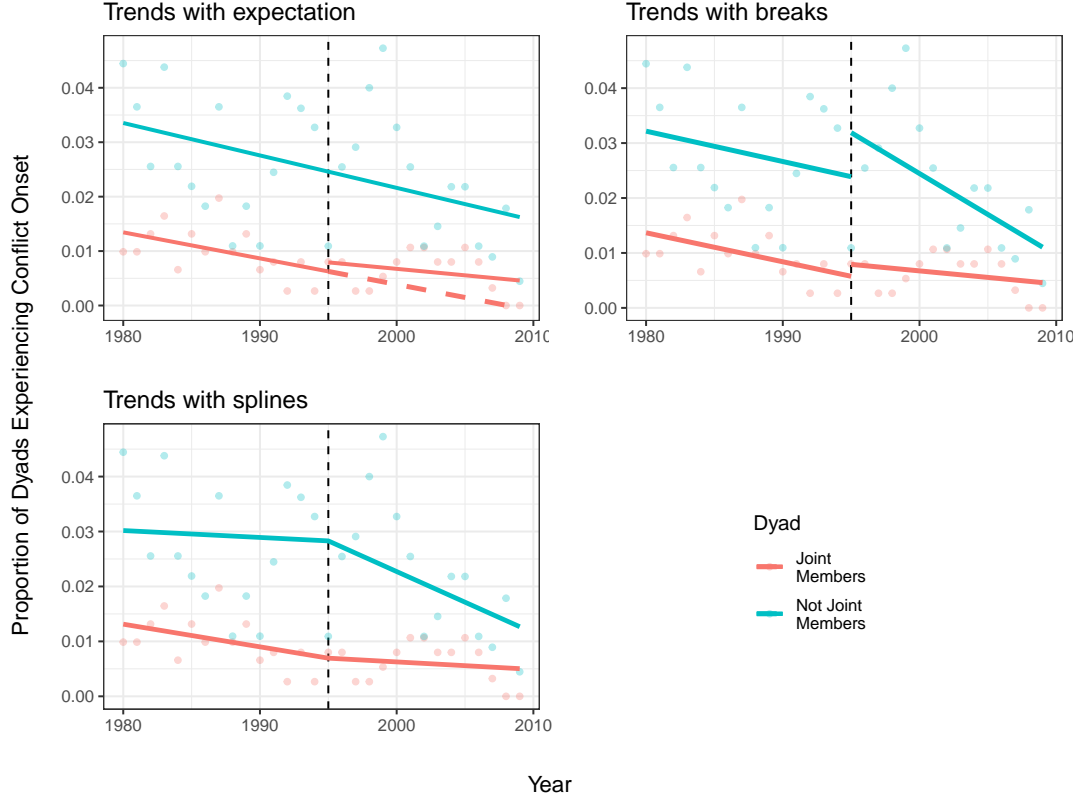 Trends with expectation
Trends with breaks
0.04
0.03
0.02
0.01
0.00
1980
1990
2000
2010
0.04
0.03
0.02
0.01
0.00
1980
1990
2000
2010
Trends with splines
0.04
0.03
0.02
0.01
0.00
1980
1990
2000
2010
Proportion of Dyads Experiencing Conflict Onset
Dyad
Joint
Members
Not Joint
Members
Year